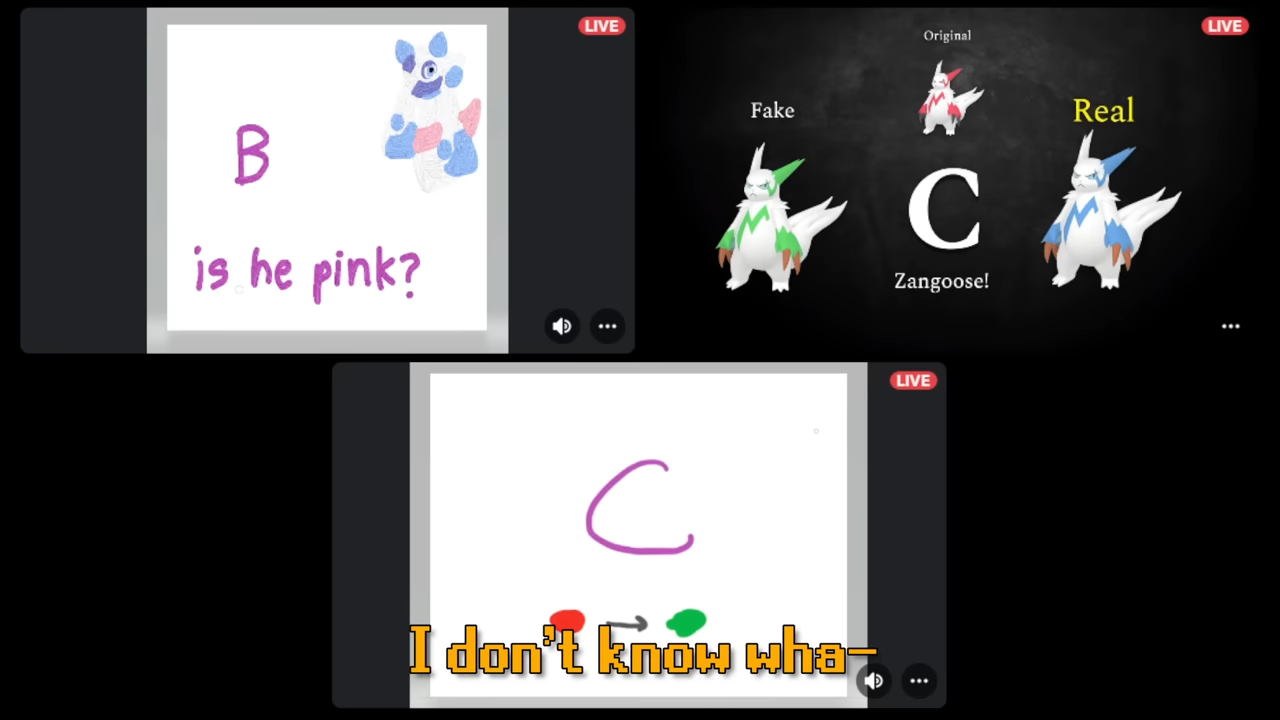 LIVE
B
is he pink?
LIVE
Original
Fake
Real
C
Zangoose!
LIVE
C
I don't know wha-